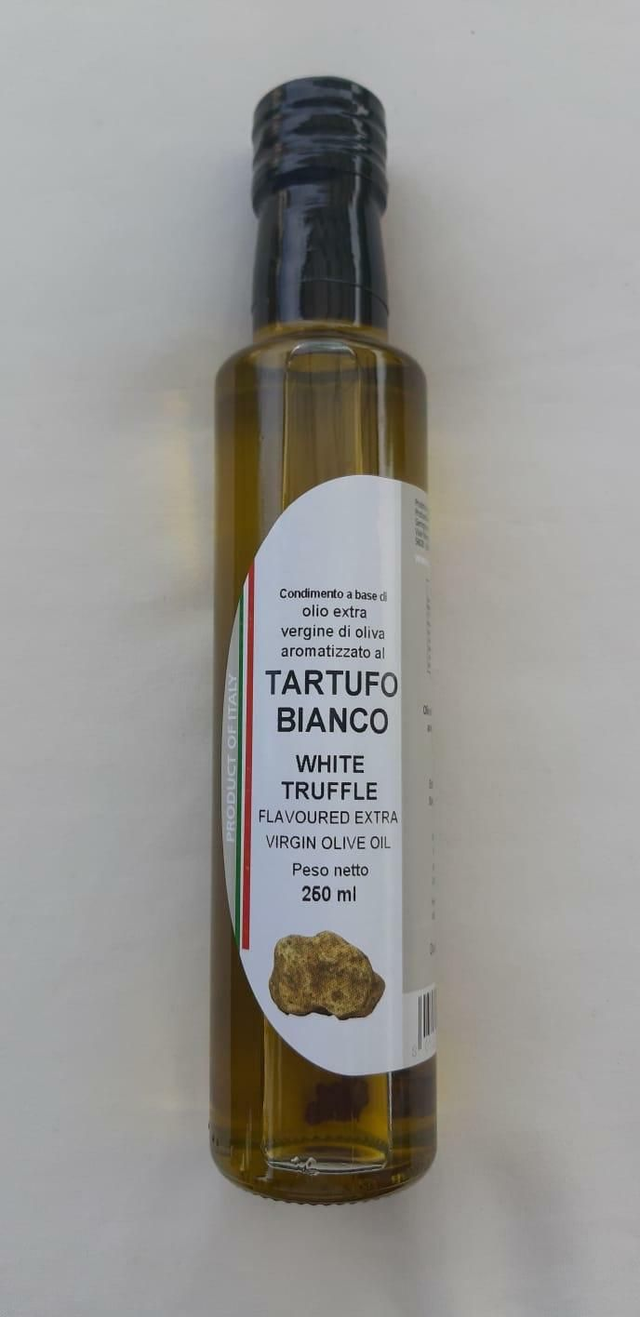 Condimento a base di
olio extra
vergine di oliva
aromatizzato al
TARTUFO
BIANCO
WHITE
TRUFFLE
FLAVOURED EXTRA
VIRGIN OLIVE OIL
Peso netto
250 ml
PRODUCT OF ITALY